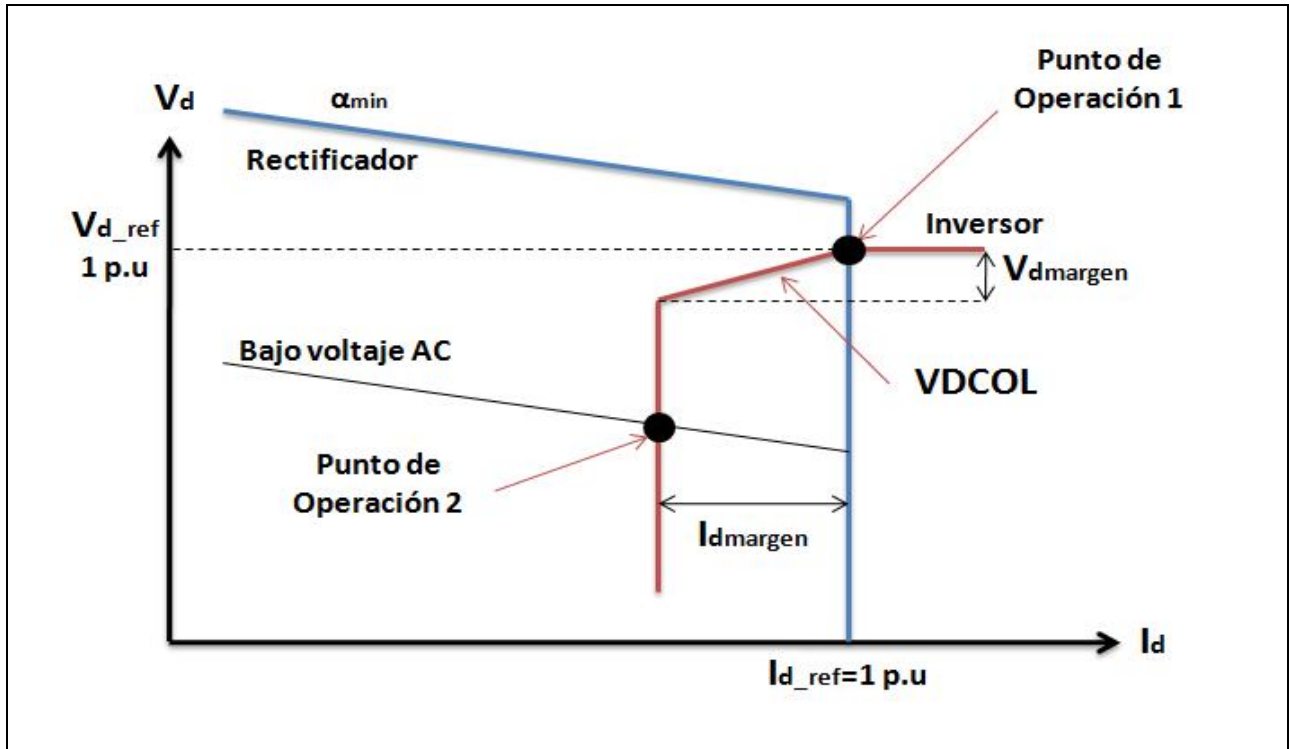 Punto de
Operación 1
Vd
αmin
Rectificador
Vd_ref
1 p.u
Inversor
Vdmargen
Bajo voltaje AC
VDCOL
Punto de
Operación 2
Idmargen
Id
Id_ref=1 p.u